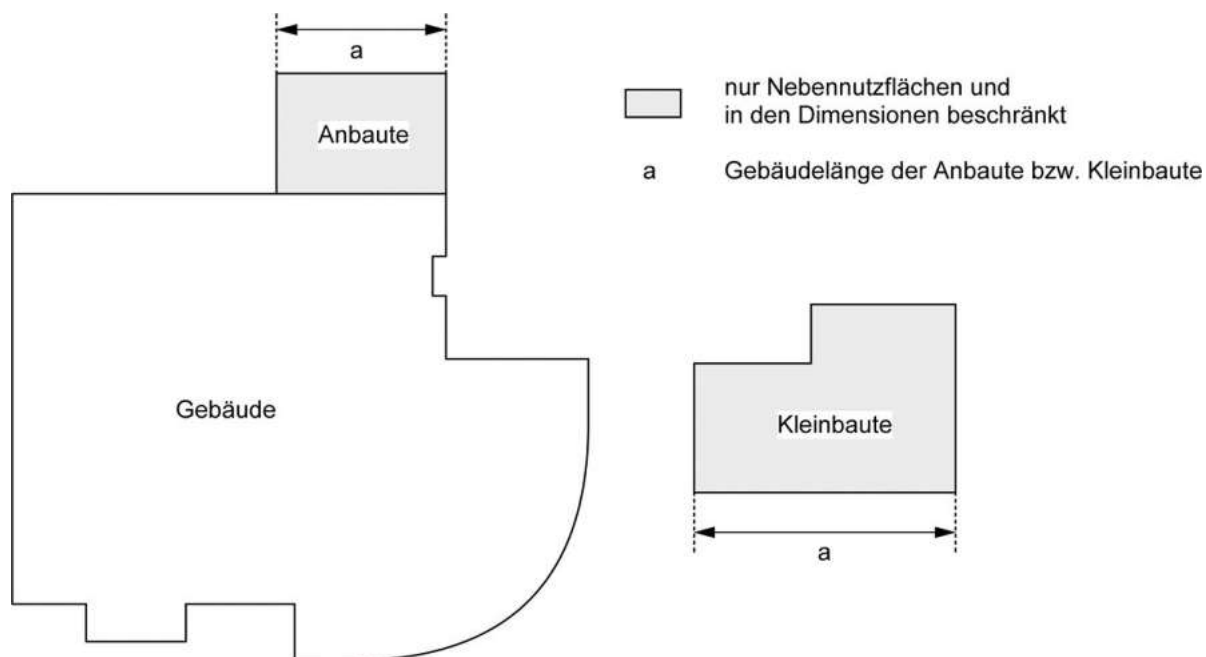 a
Anbaute
nur Nebennutzflächen und
in den Dimensionen beschränkt
a Gebäudelänge der Anbaute bzw. Kleinbaute
Gebäude
Kleinbaute
a